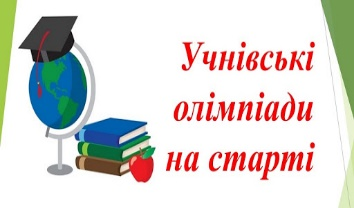 Учнівські
олімпіади
на старті